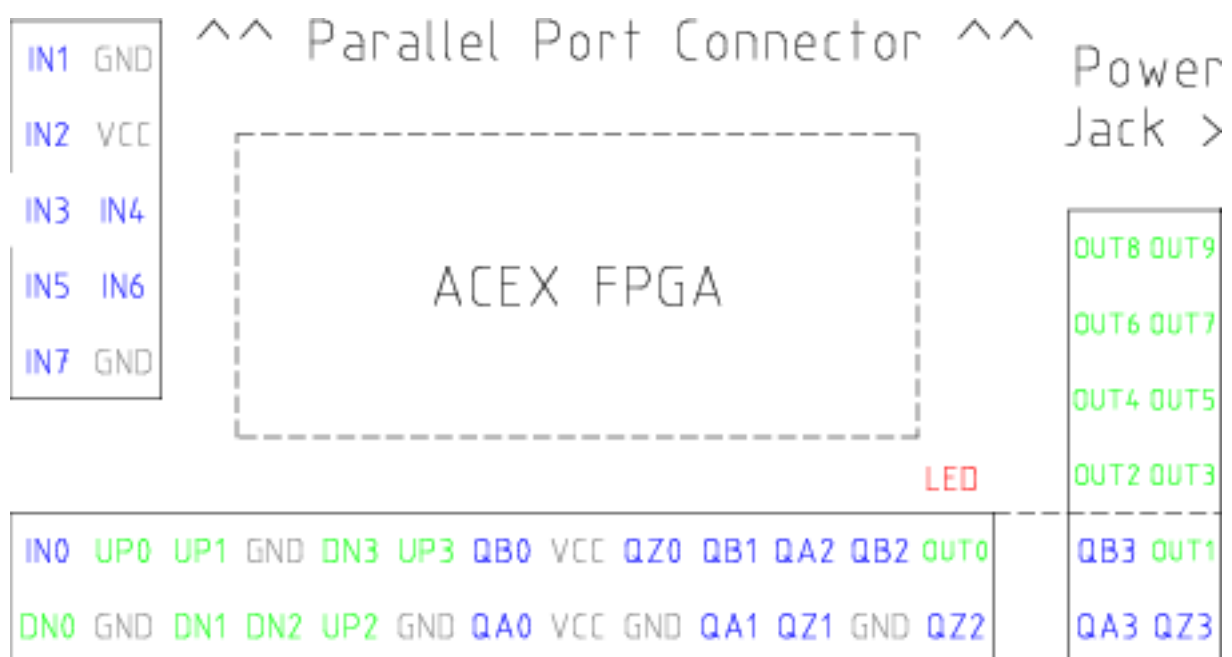 ^^ Parallel Port Connector ^^
Power
Jack >
IN1 GND
IN2 VCC
IN3 IN4
IN5 IN6
IN7 GND
ACEX FPGA
OUT8 OUT9
OUT6 OUT7
OUT4 OUT5
OUT2 OUT3
LED
IN0 UP0 UP1 GND DN3 UP3 QB0 VCC QZ0 QB1 QA2 QB2 OUT0
DN0 GND DN1 DN2 UP2 GND QA0 VCC GND QA1 QZ1 GND QZ2
QB3 OUT1
QA3 QZ3